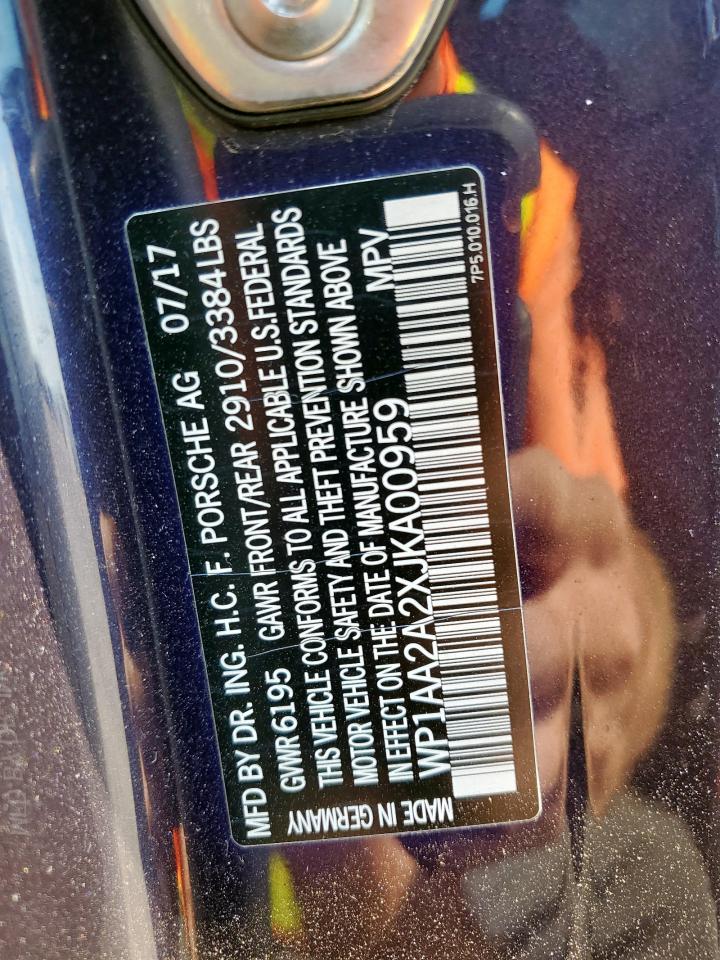 MFD BY DR. ING. H.C. F. PORSCHE AG 07/17
GWR 6195 GAWR FRONT/REAR 2910/3384LBS
THIS VEHICLE CONFORMS TO ALL APPLICABLE U.S.FEDERAL
MOTOR VEHICLE SAFETY AND THEFT PREVENTION STANDARDS
IN EFFECT ON THE DATE OF MANUFACTURE SHOWN ABOVE
WP1AA2A2XJKA00959 MPV
MADE IN GERMANY
7P5.010.016.H